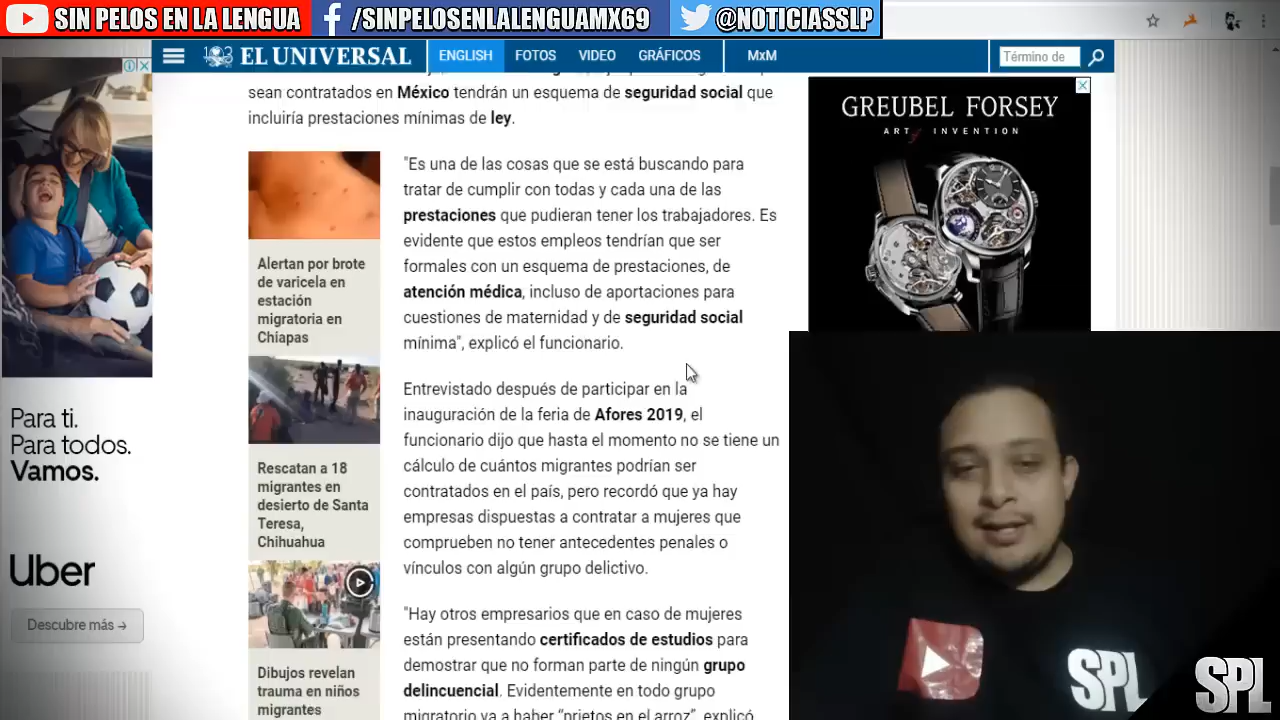 SIN PELOS EN LA LENGUA
/SINPELOSENLALENGUAMX69
@NOTICIASSLP
EL UNIVERSAL
ENGLISH
FOTOS
VIDEO
GRÁFICOS
MxM
Término de
sean contratados en México tendrán un esquema de seguridad social que
incluiría prestaciones mínimas de ley.
"Es una de las cosas que se está buscando para
tratar de cumplir con todas y cada una de las
prestaciones que pudieran tener los trabajadores. Es
evidente que estos empleos tendrían que ser
formales con un esquema de prestaciones, de
atención médica, incluso de aportaciones para
cuestiones de maternidad y de seguridad social
mínima", explicó el funcionario.
Entrevistado después de participar en la
inauguración de la feria de Afores 2019, el
funcionario dijo que hasta el momento no se tiene un
cálculo de cuántos migrantes podrían ser
contratados en el país, pero recordó que ya hay
empresas dispuestas a contratar a mujeres que
comprueben no tener antecedentes penales o
vínculos con algún grupo delictivo.
"Hay otros empresarios que en caso de mujeres
están presentando certificados de estudios para
demostrar que no forman parte de ningún grupo
delincuencial. Evidentemente en todo grupo
migratorio va a haber "prietos en el arroz", explicó
Alertan por brote
de varicela en
estación
migratoria en
Chiapas
Rescatan a 18
migrantes en
desierto de Santa
Teresa,
Chihuahua
Dibujos revelan
trauma en niños
migrantes
Para ti.
Para todos.
Vamos.
Uber
Descubre más →
GREUBEL FORSEY
ART INVENTION
SPL
SPL